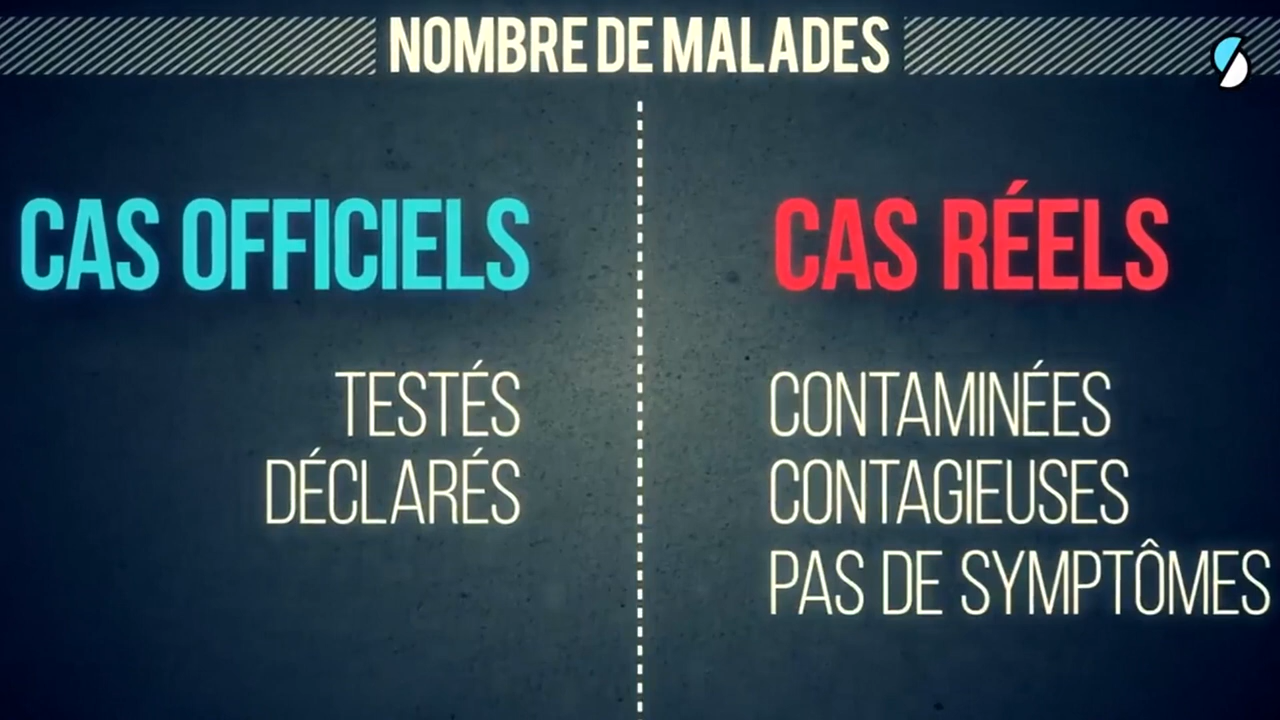 NOMBRE DE MALADES
CAS OFFICIELS
TESTÉS
DÉCLARÉS
CAS RÉELS
CONTAMINÉES
CONTAGIEUSES
PAS DE SYMPTÔMES